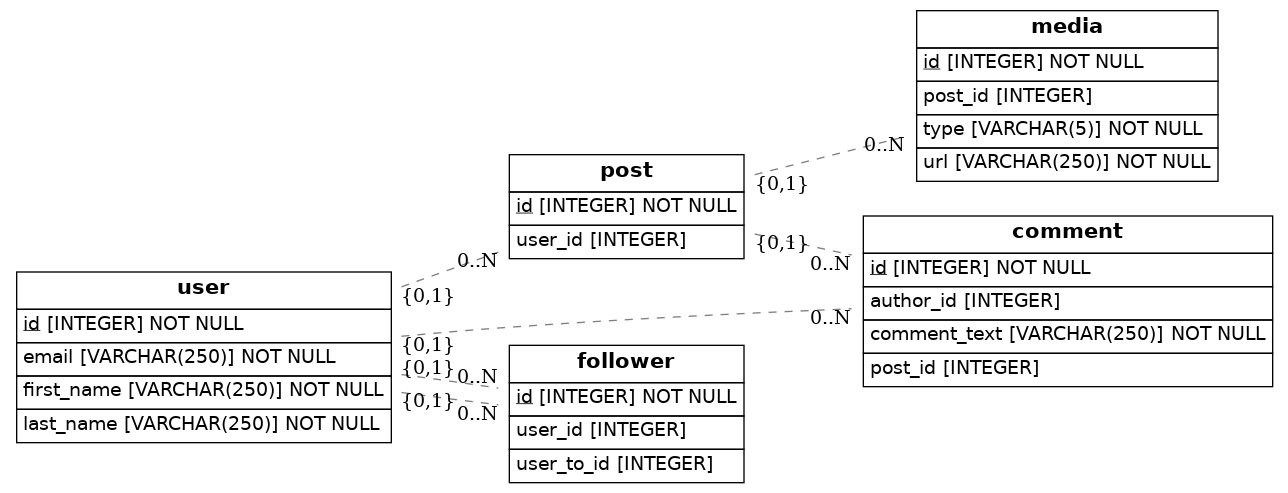 media
id [INTEGER] NOT NULL
post_id [INTEGER]
type [VARCHAR(5)] NOT NULL
url [VARCHAR(250)] NOT NULL
0..N
{0,1}
post
id [INTEGER] NOT NULL
user_id [INTEGER]
{0,1}
0..N
comment
id [INTEGER] NOT NULL
author_id [INTEGER]
comment_text [VARCHAR(250)] NOT NULL
post_id [INTEGER]
0..N
{0,1}
0..N
{0,1}
user
id [INTEGER] NOT NULL
email [VARCHAR(250)] NOT NULL
first_name [VARCHAR(250)] NOT NULL
last_name [VARCHAR(250)] NOT NULL
{0,1}
0..N
{0,1}
0..N
follower
id [INTEGER] NOT NULL
user_id [INTEGER]
user_to_id [INTEGER]